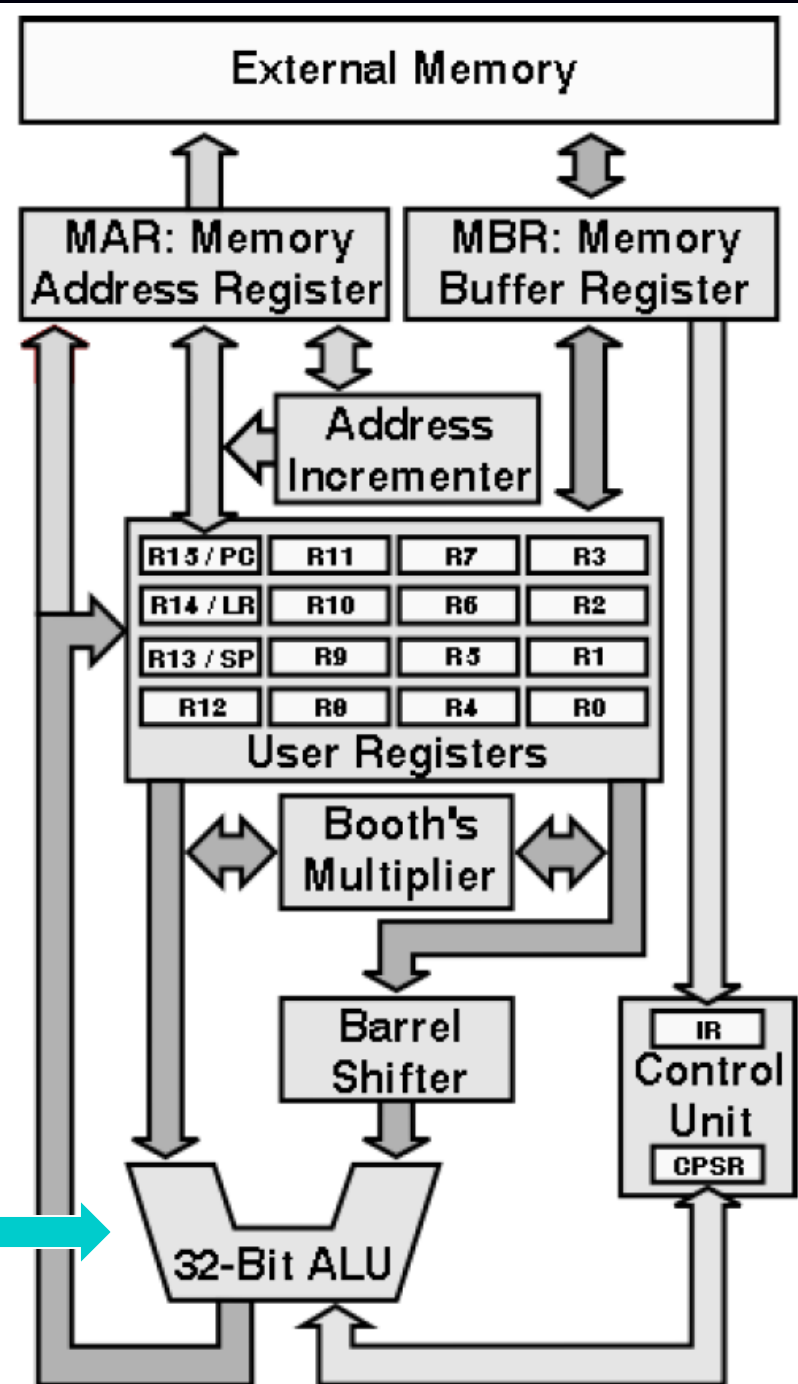 External Memory
MAR: Memory
Address Register
MBR: Memory
Buffer Register
Address
Incrementer
R15 / PC R11 R7 R3
R14 / LR R10 R6 R2
R13 / SP R9 R5 R1
R12 R8 R4 R0
User Registers
Booth's
Multiplier
Barrel
Shifter
IR
Control
Unit
CPSR
32-Bit ALU